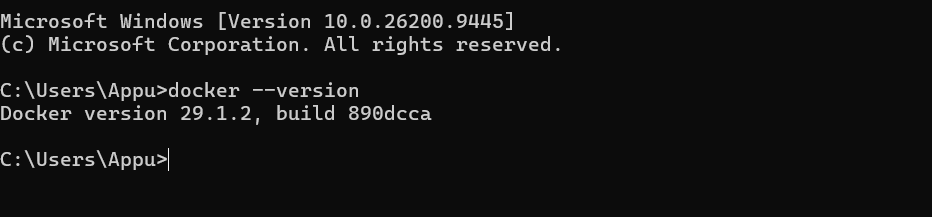 Microsoft Windows [Version 10.0.26200.9445]
(c) Microsoft Corporation. All rights reserved.
C:\Users\Appu>docker --version
Docker version 29.1.2, build 890dcca
C:\Users\Appu>